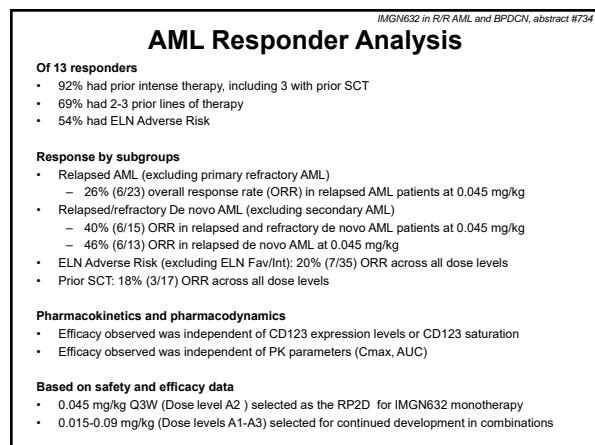 IMGN632 in R/R AML and BPDCN, abstract #734
AML Responder Analysis
Of 13 responders
• 92% had prior intense therapy, including 3 with prior SCT
• 69% had 2-3 prior lines of therapy
• 54% had ELN Adverse Risk
Response by subgroups
• Relapsed AML (excluding primary refractory AML)
– 26% (6/23) overall response rate (ORR) in relapsed AML patients at 0.045 mg/kg
• Relapsed/refractory De novo AML (excluding secondary AML)
– 40% (6/15) ORR in relapsed and refractory de novo AML patients at 0.045 mg/kg
– 46% (6/13) ORR in relapsed de novo AML at 0.045 mg/kg
• ELN Adverse Risk (excluding ELN Fav/Int): 20% (7/35) ORR across all dose levels
• Prior SCT: 18% (3/17) ORR across all dose levels
Pharmacokinetics and pharmacodynamics
• Efficacy observed was independent of CD123 expression levels or CD123 saturation
• Efficacy observed was independent of PK parameters (Cmax, AUC)
Based on safety and efficacy data
• 0.045 mg/kg Q3W (Dose level A2 ) selected as the RP2D for IMGN632 monotherapy
• 0.015-0.09 mg/kg (Dose levels A1-A3) selected for continued development in combinations